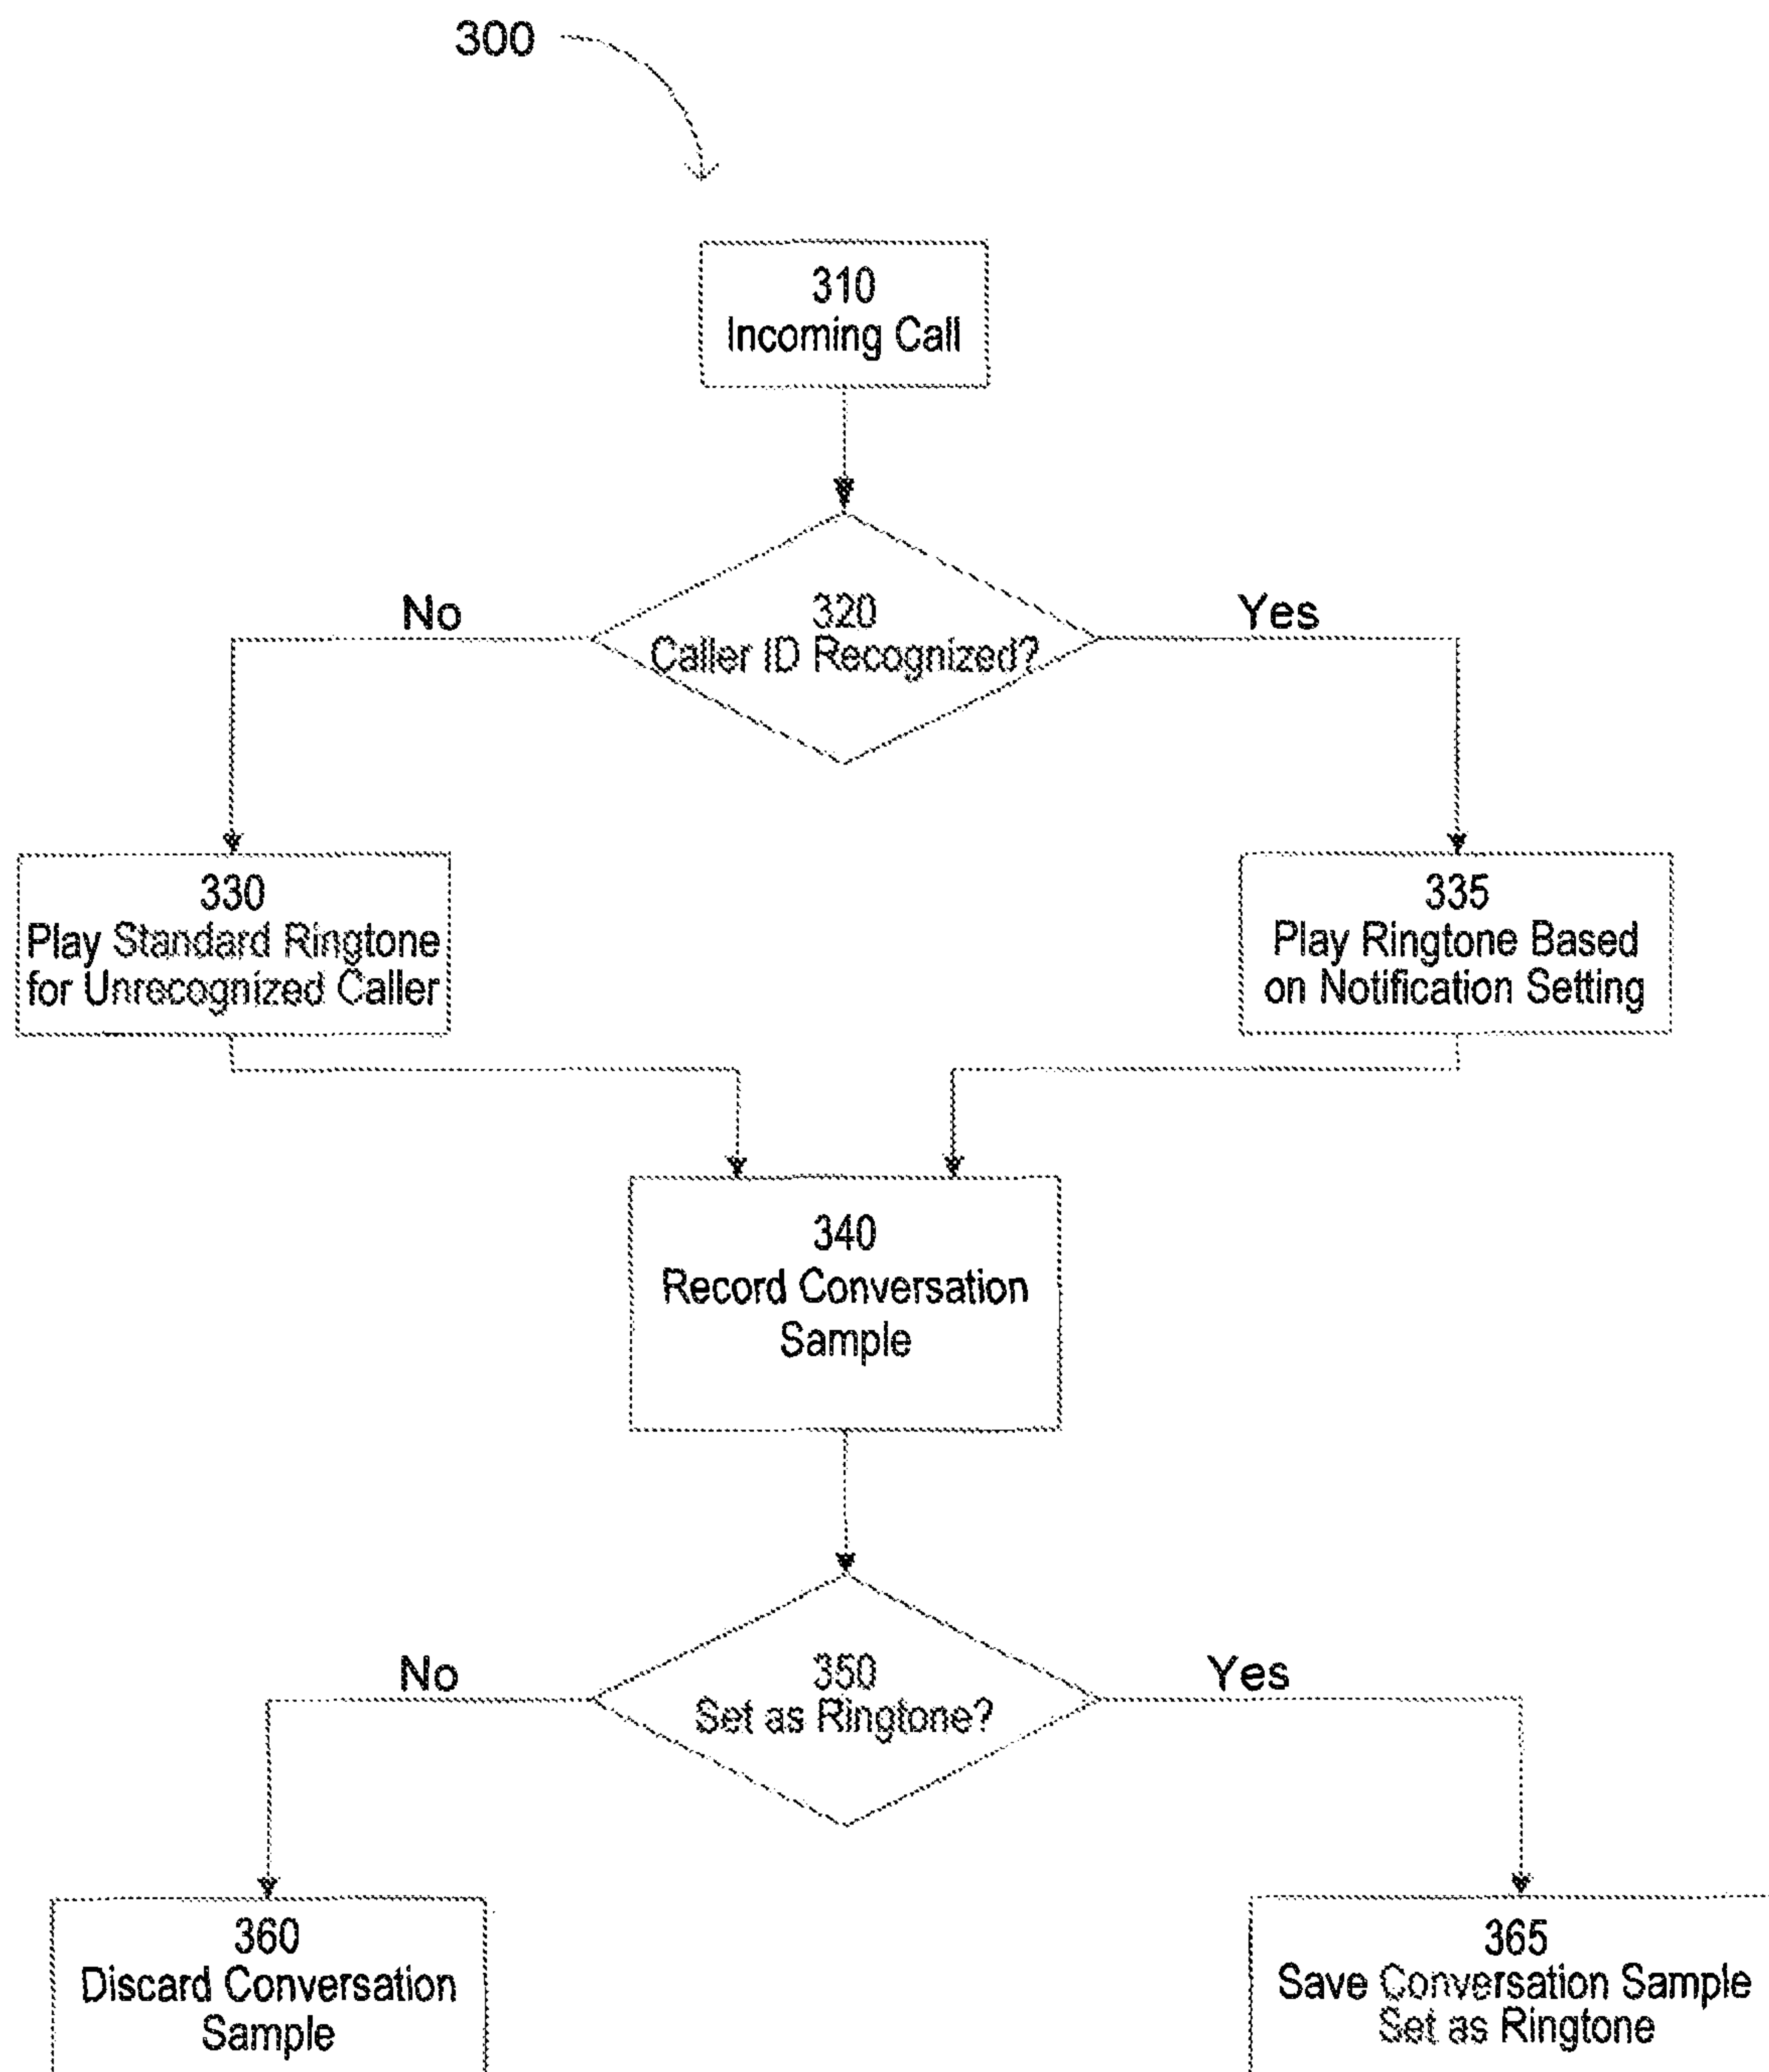 300
310
Incoming Call
No
320
Yes
Caller ID Recognized?
330
Play Standard Ringtone
for Unrecognized Caller
335
Play Ringtone Based
on Notification Setting
340
Record Conversation
Sample
No
350
Yes
Set as Ringtone?
360
Discard Conversation
Sample
365
Save Conversation Sample
Set as Ringtone